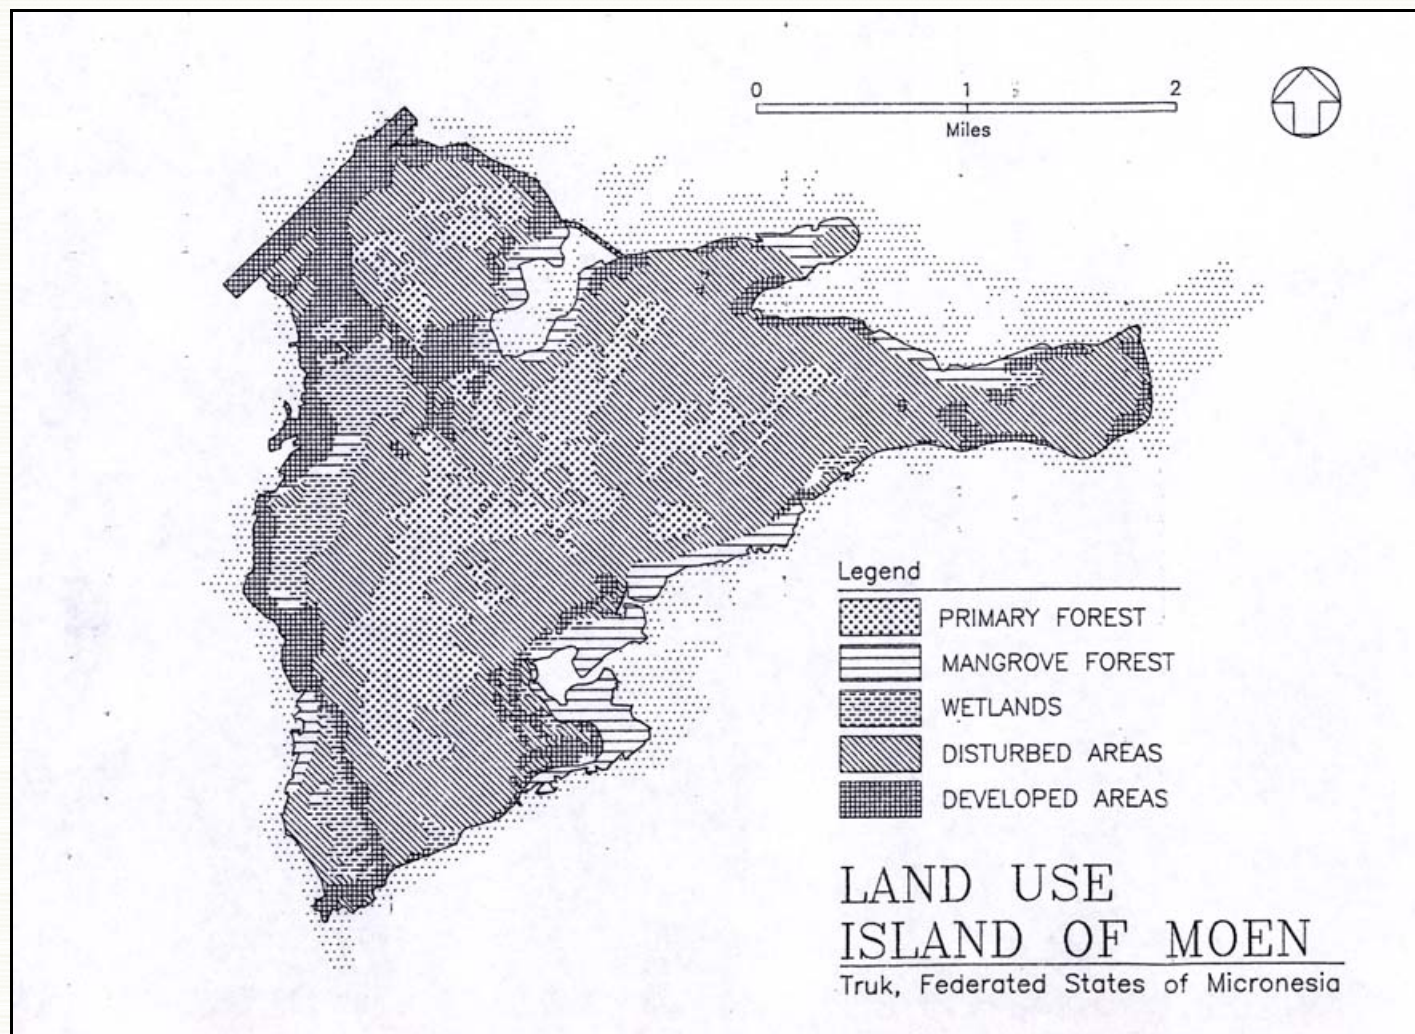 0 1 2
Miles
Legend
PRIMARY FOREST
MANGROVE FOREST
WETLANDS
DISTURBED AREAS
DEVELOPED AREAS
LAND USE
ISLAND OF MOEN
Truk, Federated States of Micronesia